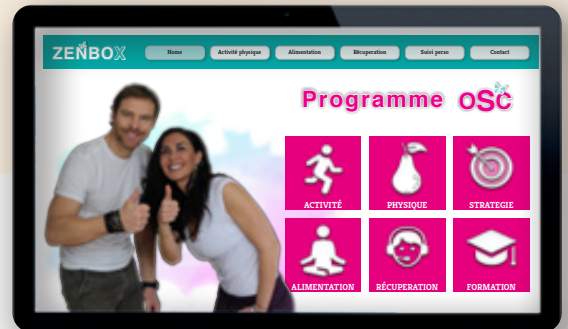 ZENBOX
Home
Activité physique
Alimentation
Récuperation
Suivi perso
Contact
Programme OSC
ACTIVITÉ
PHYSIQUE
STRATEGIE
ALIMENTATION
RÉCUPERATION
FORMATION